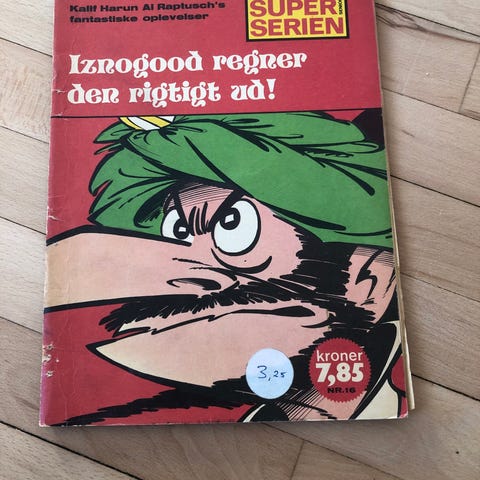 Kalif Harun Al Raptusch's
fantastiske oplevelser
SUPER
SERIEN
Iznogood regner
den rigtigt ud!
kroner
7,85
NR. 16
3,25